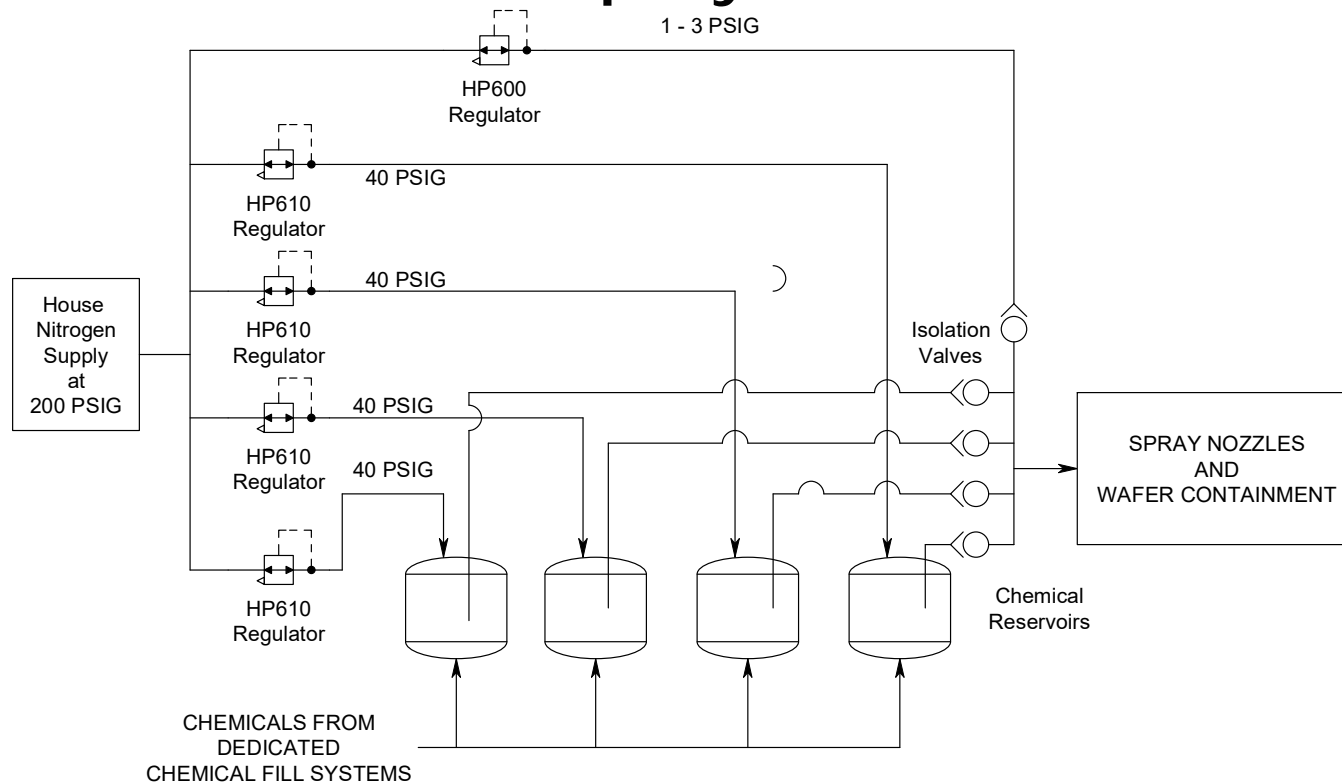 1 - 3 PSIG
HP600
Regulator
40 PSIG
HP610
Regulator
40 PSIG
HP610
Regulator
House
Nitrogen
Supply
at
200 PSIG
Isolation
Valves
40 PSIG
HP610
Regulator
40 PSIG
SPRAY NOZZLES
AND
WAFER CONTAINMENT
HP610
Regulator
Chemical
Reservoirs
CHEMICALS FROM
DEDICATED
CHEMICAL FILL SYSTEMS